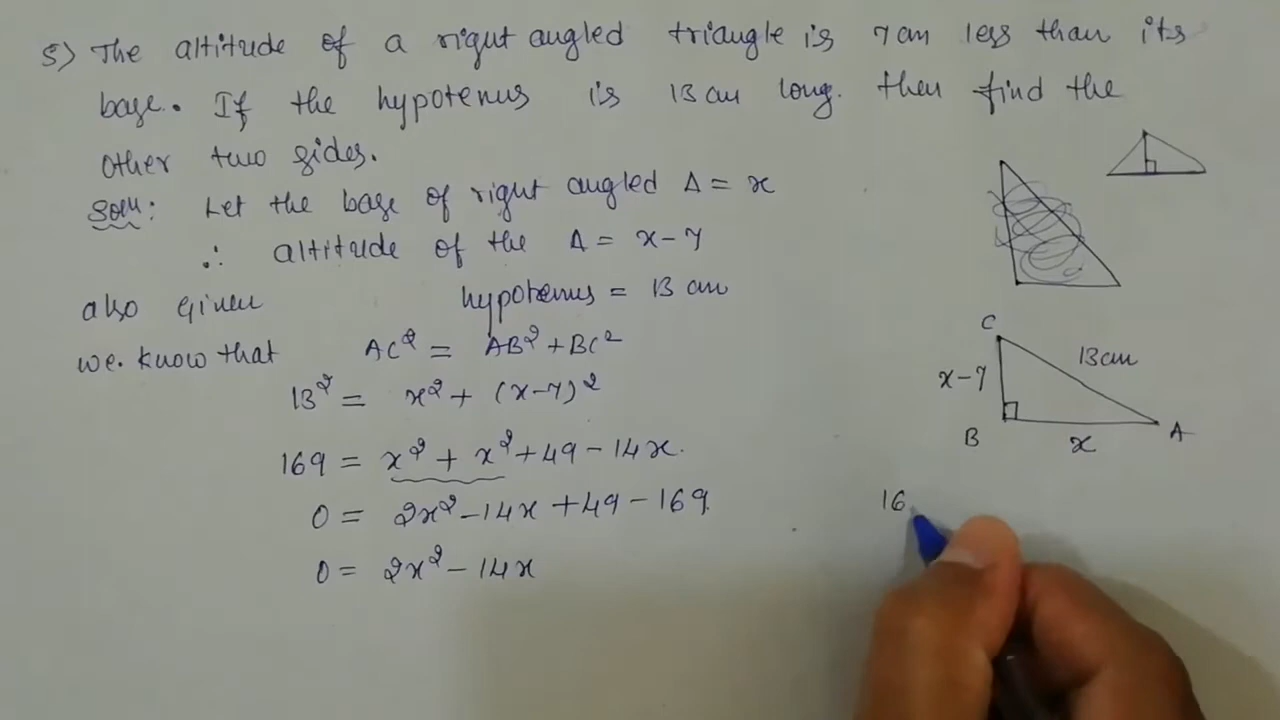 5) The altitude of a right angled triangle is 7cm less than its
base. If the hypotenus is 13cm long. then find the
other two sides.
Soln: Let the base of right angled Δ = x
∴ altitude of the Δ = x-7
also given hypotenus = 13 cm
we. know that AC² = AB² + BC²
13² = x² + (x-7)²
169 = x² + x² + 49 - 14x.
0 = 2x² - 14x + 49 - 169
0 = 2x² - 14x
C
13cm
x-7
B
x
A
16